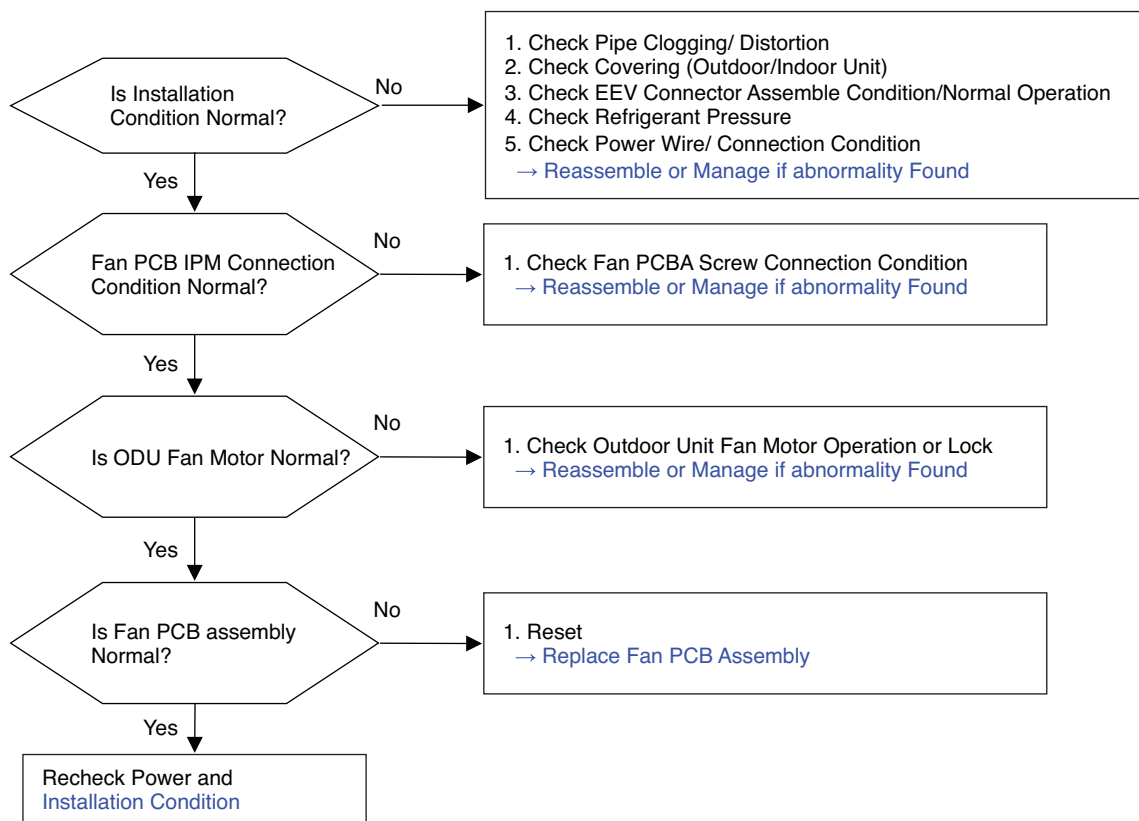 Is Installation
Condition Normal?
No
1. Check Pipe Clogging/ Distortion
2. Check Covering (Outdoor/Indoor Unit)
3. Check EEV Connector Assemble Condition/Normal Operation
4. Check Refrigerant Pressure
5. Check Power Wire/ Connection Condition
→ Reassemble or Manage if abnormality Found
Yes
Fan PCB IPM Connection
Condition Normal?
No
1. Check Fan PCBA Screw Connection Condition
→ Reassemble or Manage if abnormality Found
Yes
Is ODU Fan Motor Normal?
No
1. Check Outdoor Unit Fan Motor Operation or Lock
→ Reassemble or Manage if abnormality Found
Yes
Is Fan PCB assembly
Normal?
No
1. Reset
→ Replace Fan PCB Assembly
Yes
Recheck Power and
Installation Condition